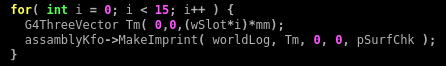 for( int i = 0; i < 15; i++ ) {
  G4ThreeVector Tm( 0,0,(wSlot*i)*mm);
  assamblyKfo->MakeImprint( worldLog, Tm, 0, 0, pSurfChk );
}